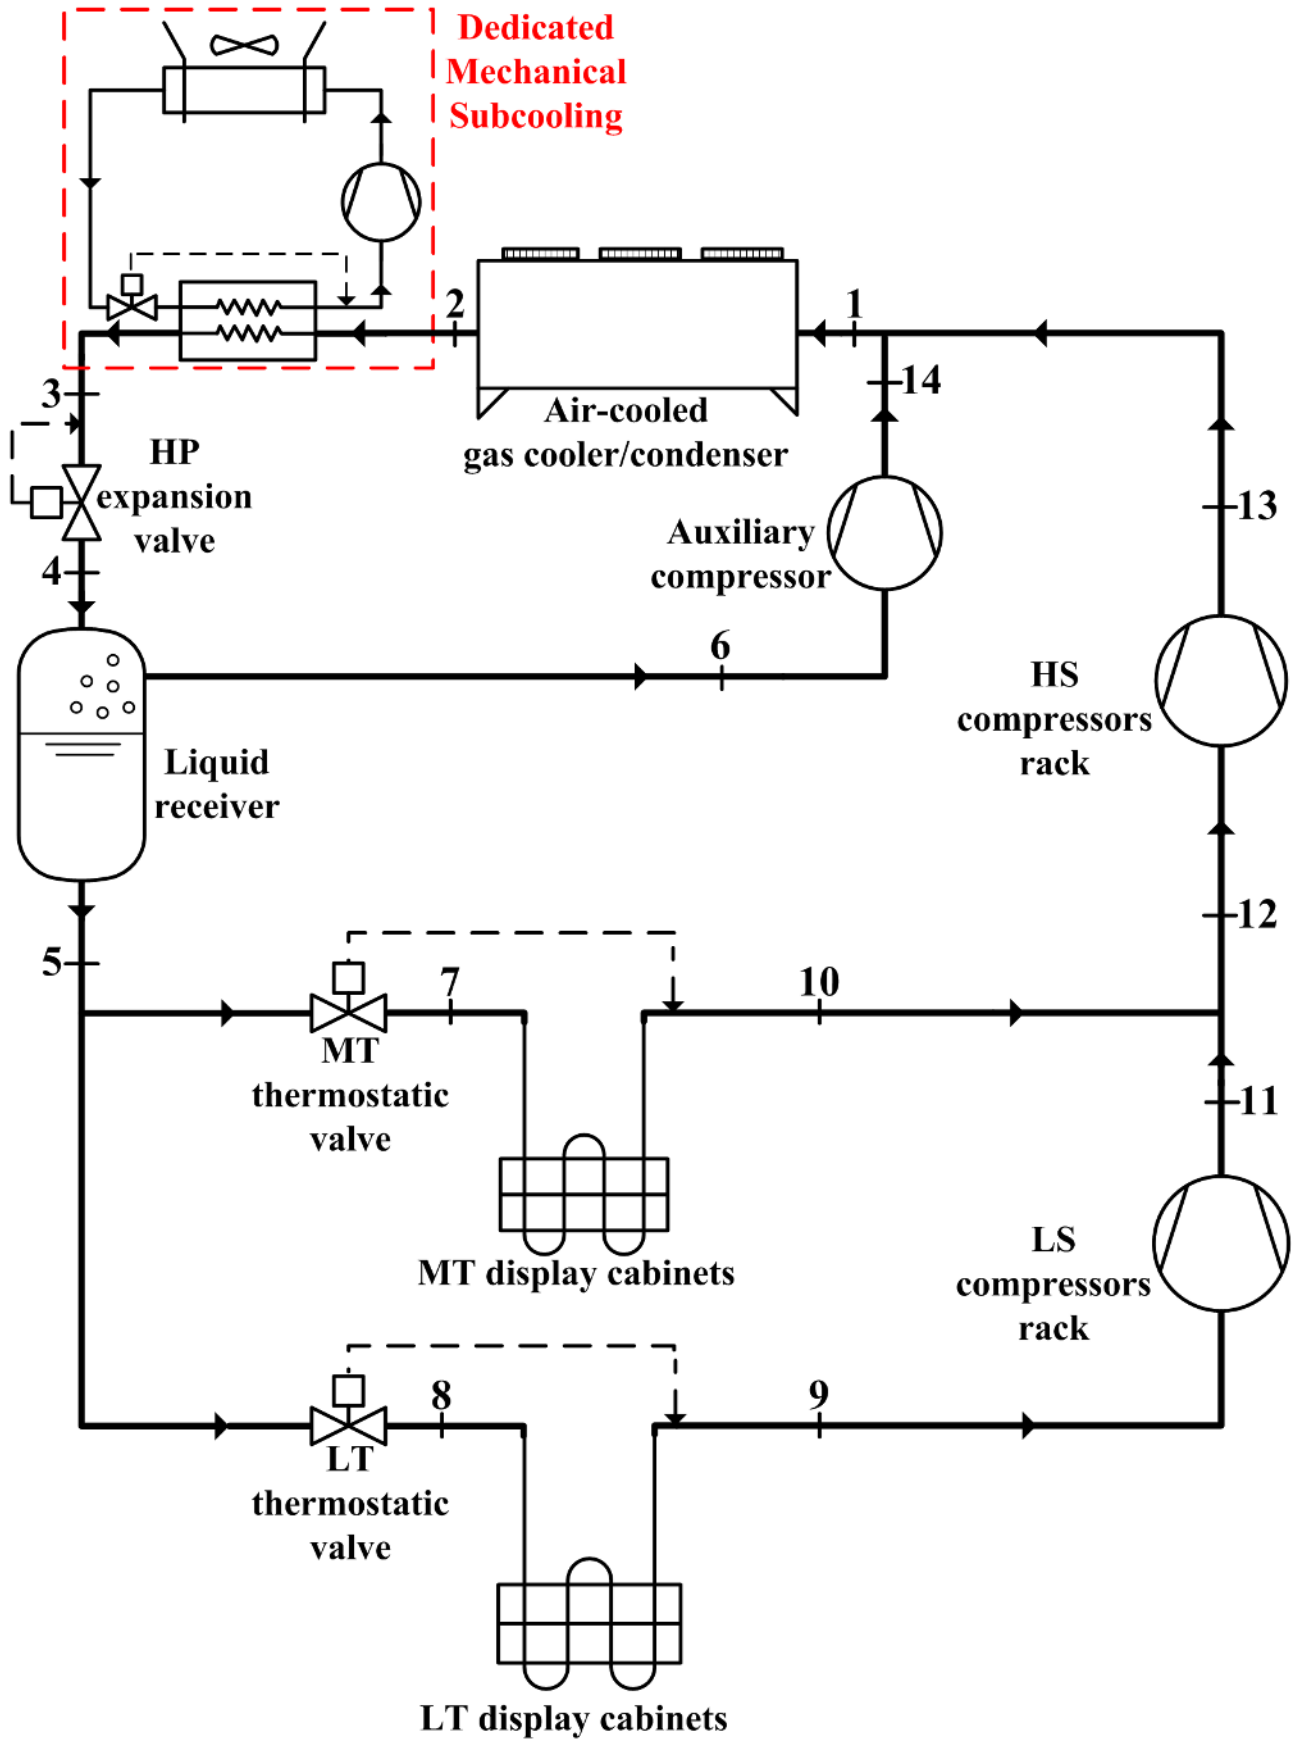 Dedicated
Mechanical
Subcooling
2
1
14
3
Air-cooled
gas cooler/condenser
HP
expansion
valve
13
Auxiliary
compressor
4
6
HS
compressors
rack
Liquid
receiver
12
5
7
10
MT
thermostatic
valve
11
MT display cabinets
LS
compressors
rack
8
9
LT
thermostatic
valve
LT display cabinets